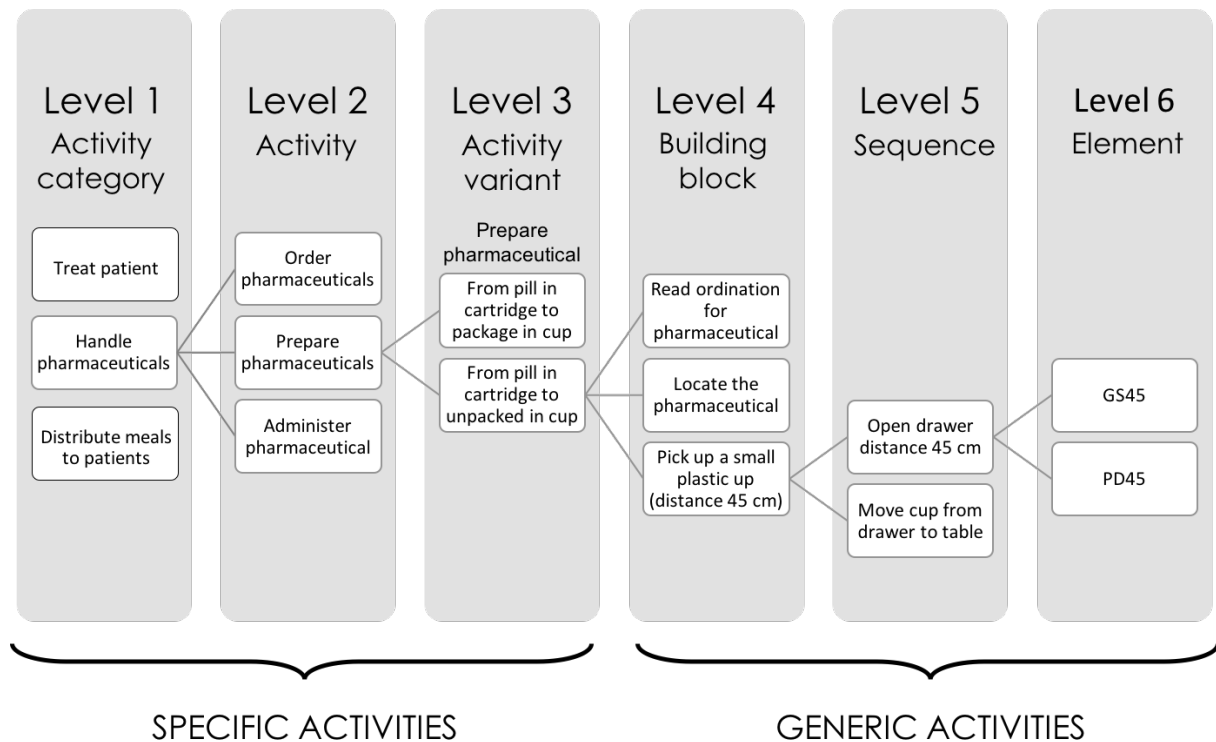 Level 1
Activity
category
Treat patient
Handle
pharmaceuticals
Distribute meals
to patients
Level 2
Activity
Order
pharmaceuticals
Prepare
pharmaceuticals
Administer
pharmaceutical
Level 3
Activity
variant
Prepare
pharmaceutical
From pill in
cartridge to
package in cup
From pill in
cartridge to
unpacked in cup
Level 4
Building
block
Read ordination
for
pharmaceutical
Locate the
pharmaceutical
Pick up a small
plastic up
(distance 45 cm)
Level 5
Sequence
Open drawer
distance 45 cm
Move cup from
drawer to table
Level 6
Element
GS45
PD45
SPECIFIC ACTIVITIES
GENERIC ACTIVITIES